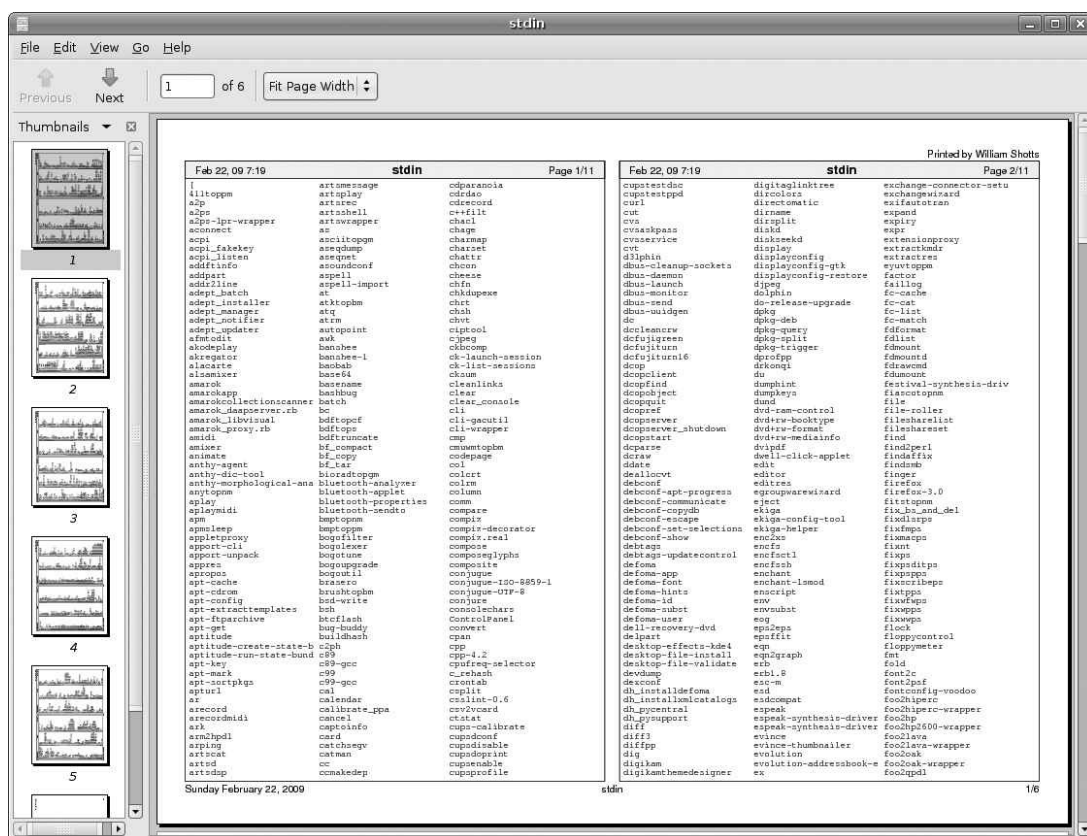 stdin
File Edit View Go Help
Previous Next 1 of 6 Fit Page Width
Thumbnails
1
2
3
4
5
Printed by William Shotts
Feb 22, 09 7:19 stdin Page 1/11
[
411toppm
a2p
a2ps
a2ps-lpr-wrapper
aconnect
acpi
acpi_fakekey
acpi_listen
addftinfo
addpart
addr2line
adept_batch
adept_installer
adept_manager
adept_notifier
adept_updater
afmtodit
akodeplay
akregator
alacarte
alsamixer
amarok
amarokapp
amarokcollectionscanner
amarok_daapserver.rb
amarok_libvisual
amarok_proxy.rb
amidi
amixer
animate
anthy-agent
anthy-dic-tool
anthy-morphological-ana
anytopnm
aplay
aplaymidi
apm
apmsleep
appletproxy
apport-cli
apport-unpack
appres
apropos
apt-cache
apt-cdrom
apt-config
apt-extracttemplates
apt-ftparchive
apt-get
aptitude
aptitude-create-state-b
aptitude-run-state-bund
apt-key
apt-mark
apt-sortpkgs
apturl
ar
arecord
arecordmidi
ark
arm2hpdl
arping
artscat
artsd
artsdsp
artsmessage
artsplay
artsrec
artsshell
artswrapper
as
asciitopgm
aseqdump
aseqnet
asoundconf
aspell
aspell-import
at
atktopbm
atq
atrm
autopoint
awk
banshee
banshee-1
baobab
base64
basename
bashbug
batch
bc
bdftopcf
bdftops
bdftruncate
bf_compact
bf_copy
bf_tar
bioradtopgm
bluetooth-analyzer
bluetooth-applet
bluetooth-properties
bluetooth-sendto
bmptopnm
bmptoppm
bogofilter
bogolexer
bogotune
bogoupgrade
bogoutil
brasero
brushtopbm
bsd-write
bsh
btcflash
bug-buddy
buildhash
c2ph
c89
c89-gcc
c99
c99-gcc
cal
calendar
calibrate_ppa
cancel
captoinfo
card
catchsegv
catman
cc
ccmakedep
cdparanoia
cdrdao
cdrecord
c++filt
chacl
chage
charmap
charset
chattr
chcon
cheese
chfn
chkdupexe
chrt
chsh
chvt
ciptool
cjpeg
ckbcomp
ck-launch-session
ck-list-sessions
cksum
cleanlinks
clear
clear_console
cli
cli-gacutil
cli-wrapper
cmp
cmuwmtopbm
codepage
col
colcrt
colrm
column
comm
compare
compiz
compiz-decorator
compiz.real
compose
composeglyphs
composite
conjugue
conjugue-ISO-8859-1
conjugue-UTF-8
conjure
consolechars
ControlPanel
convert
cpan
cpp
cpp-4.2
cpufreq-selector
c_rehash
crontab
csplit
csslint-0.6
csv2vcard
ctstat
cups-calibrate
cupsdconf
cupsdisable
cupsdoprint
cupsenable
cupsprofile
Feb 22, 09 7:19 stdin Page 2/11
cupstestdsc
cupstestppd
curl
cut
cvs
cvsaskpass
cvsservice
cvt
d3lphin
dbus-cleanup-sockets
dbus-daemon
dbus-launch
dbus-monitor
dbus-send
dbus-uuidgen
dc
dccleancrw
dcfujigreen
dcfujiturn
dcfujiturn16
dcop
dcopclient
dcopfind
dcopobject
dcopquit
dcopref
dcopserver
dcopserver_shutdown
dcopstart
dcparse
dcraw
ddate
deallocvt
debconf
debconf-apt-progress
debconf-communicate
debconf-copydb
debconf-escape
debconf-set-selections
debconf-show
debtags
debtags-updatecontrol
defoma
defoma-app
defoma-font
defoma-hints
defoma-id
defoma-subst
defoma-user
dell-recovery-dvd
delpart
desktop-effects-kde4
desktop-file-install
desktop-file-validate
devdump
dexconf
dh_installdefoma
dh_installxmlcatalogs
dh_pycentral
dh_pysupport
diff
diff3
diffpp
dig
digikam
digikamthemedesigner
digitaglinktree
dircolors
directomatic
dirname
dirsplit
diskd
diskseekd
display
displayconfig
displayconfig-gtk
displayconfig-restore
djpeg
dolphin
do-release-upgrade
dpkg
dpkg-deb
dpkg-query
dpkg-split
dpkg-trigger
dprofpp
drkonqi
du
dumphint
dumpkeys
dund
dvd-ram-control
dvd+rw-booktype
dvd+rw-format
dvd+rw-mediainfo
dvipdf
dwell-click-applet
edit
editor
editres
egroupwarewizard
eject
ekiga
ekiga-config-tool
ekiga-helper
enc2xs
encfs
encfsctl
encfssh
enchant
enchant-lsmod
enscript
env
envsubst
eog
eps2eps
epsffit
eqn
eqn2graph
erb
erb1.8
esc-m
esd
esdcompat
espeak
espeak-synthesis-driver
espeak-synthesis-driver
evince
evince-thumbnailer
evolution
evolution-addressbook-e
ex
exchange-connector-setu
exchangewizard
exifautotran
expand
expiry
expr
extensionproxy
extractkmdr
extractres
eyuvtoppm
factor
faillog
fc-cache
fc-cat
fc-list
fc-match
fdformat
fdlist
fdmount
fdmountd
fdrawcmd
fdumount
festival-synthesis-driv
fiascotopnm
file
file-roller
filesharelist
fileshareset
find
find2perl
findaffix
findsmb
finger
firefox
firefox-3.0
fitstopnm
fix_bs_and_del
fixdlsrps
fixfmps
fixmacps
fixnt
fixps
fixpsditps
fixpspps
fixscribeps
fixtpps
fixwfwps
fixwpps
fixwwps
flock
floppycontrol
floppymeter
fmt
fold
font2c
font2psf
fontconfig-voodoo
foo2hiperc
foo2hiperc-wrapper
foo2hp
foo2hp2600-wrapper
foo2lava
foo2lava-wrapper
foo2oak
foo2oak-wrapper
foo2qpdl
Sunday February 22, 2009 stdin 1/6